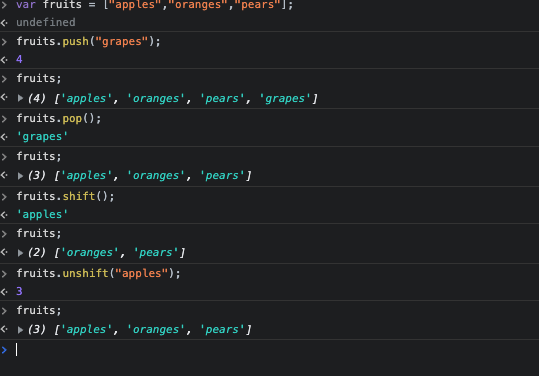 > var fruits = ["apples","oranges","pears"];
<· undefined
> fruits.push("grapes");
<· 4
> fruits;
<· ▶ (4) ['apples', 'oranges', 'pears', 'grapes']
> fruits.pop();
<· 'grapes'
> fruits;
<· ▶ (3) ['apples', 'oranges', 'pears']
> fruits.shift();
<· 'apples'
> fruits;
<· ▶ (2) ['oranges', 'pears']
> fruits.unshift("apples");
<· 3
> fruits;
<· ▶ (3) ['apples', 'oranges', 'pears']
>